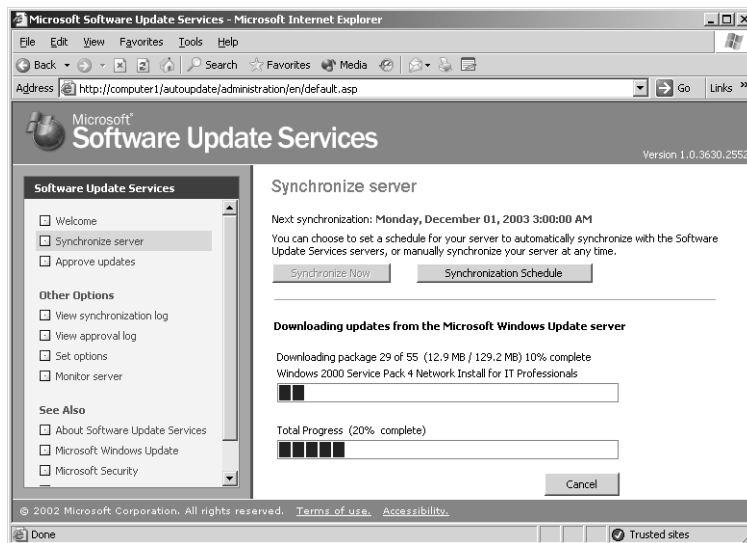 Microsoft Software Update Services - Microsoft Internet Explorer
File Edit View Favorites Tools Help
Back Search Favorites Media
Address http://computer1/autoupdate/administration/en/default.asp Go Links »
Microsoft®
Software Update Services
Version 1.0.3630.2552
Software Update Services
Welcome
Synchronize server
Approve updates
Other Options
View synchronization log
View approval log
Set options
Monitor server
See Also
About Software Update Services
Microsoft Windows Update
Microsoft Security
Synchronize server
Next synchronization: Monday, December 01, 2003 3:00:00 AM
You can choose to set a schedule for your server to automatically synchronize with the Software
Update Services servers, or manually synchronize your server at any time.
Synchronize Now Synchronization Schedule
Downloading updates from the Microsoft Windows Update server
Downloading package 29 of 55 (12.9 MB / 129.2 MB) 10% complete
Windows 2000 Service Pack 4 Network Install for IT Professionals
Total Progress (20% complete)
Cancel
© 2002 Microsoft Corporation. All rights reserved. Terms of use. Accessibility.
Done Trusted sites